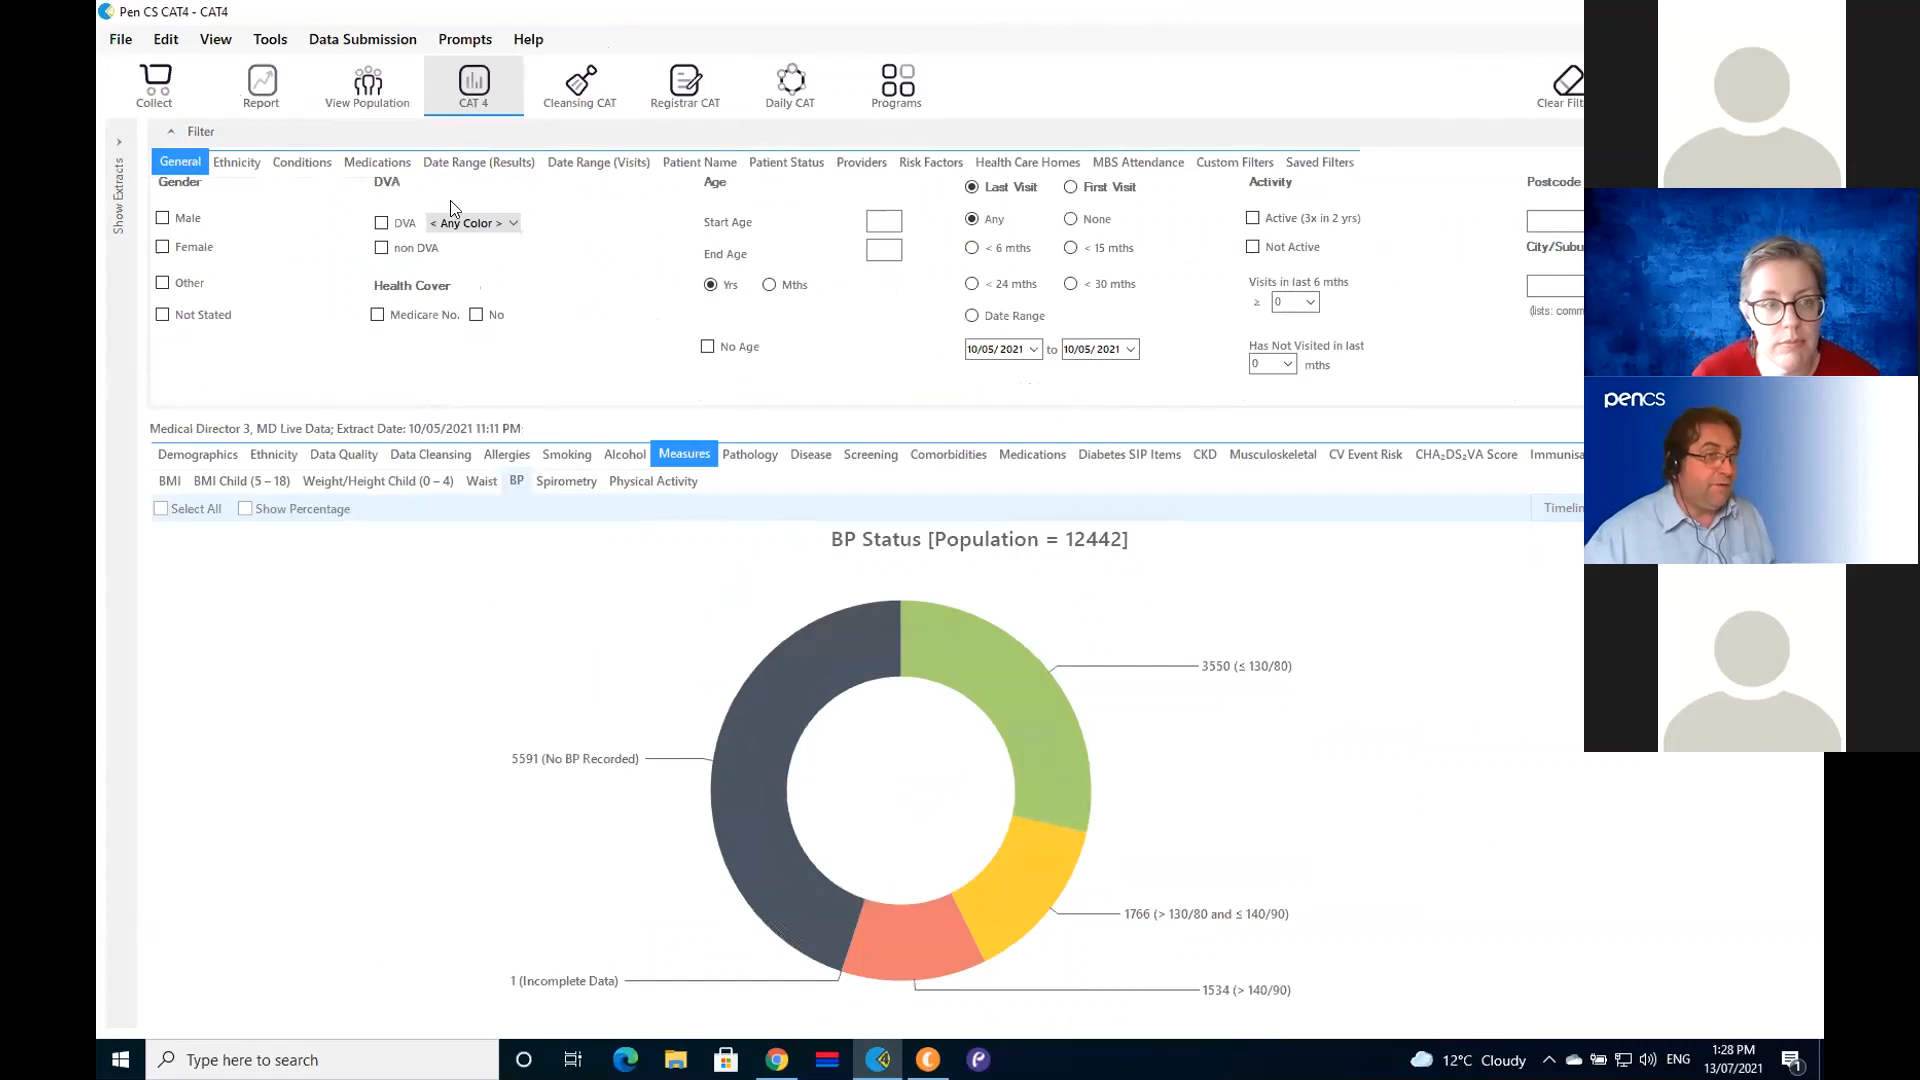 Pen CS CAT4 - CAT4
File Edit View Tools Data Submission Prompts Help
Collect Report View Population CAT 4 Cleansing CAT Registrar CAT Daily CAT Programs Clear Filt
Filter
General Ethnicity Conditions Medications Date Range (Results) Date Range (Visits) Patient Name Patient Status Providers Risk Factors Health Care Homes MBS Attendance Custom Filters Saved Filters
Show Extracts
Gender DVA Age Last Visit First Visit Activity Postcode
Male DVA < Any Color > Start Age Any None Active (3x in 2 yrs)
Female non DVA End Age < 6 mths < 15 mths Not Active City/Subu
Other Health Cover Yrs Mths < 24 mths < 30 mths Visits in last 6 mths
≥ 0
Not Stated Medicare No. No Date Range (lists: comm
No Age 10/05/2021 to 10/05/2021 Has Not Visited in last
0 mths
pencs
Medical Director 3, MD Live Data; Extract Date: 10/05/2021 11:11 PM
Demographics Ethnicity Data Quality Data Cleansing Allergies Smoking Alcohol Measures Pathology Disease Screening Comorbidities Medications Diabetes SIP Items CKD Musculoskeletal CV Event Risk CHA₂DS₂VA Score Immunisa
BMI BMI Child (5 – 18) Weight/Height Child (0 – 4) Waist BP Spirometry Physical Activity
Select All Show Percentage Timelin
BP Status [Population = 12442]
3550 (≤ 130/80)
5591 (No BP Recorded)
1766 (> 130/80 and ≤ 140/90)
1 (Incomplete Data)
1534 (> 140/90)
Type here to search
12°C Cloudy ENG 1:28 PM
13/07/2021
1